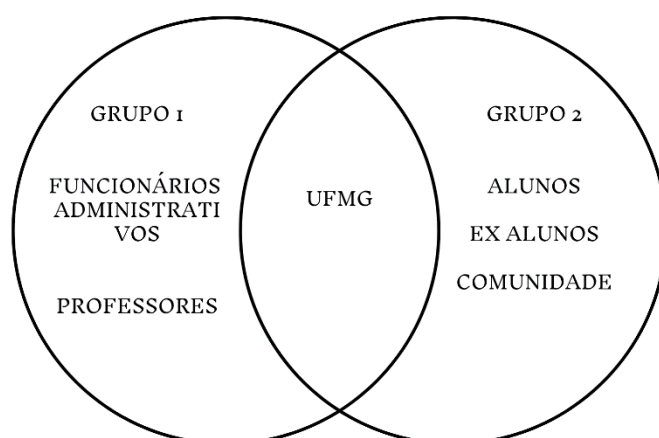 GRUPO 1
FUNCIONÁRIOS
ADMINISTRATI
VOS
PROFESSORES
UFMG
GRUPO 2
ALUNOS
EX ALUNOS
COMUNIDADE